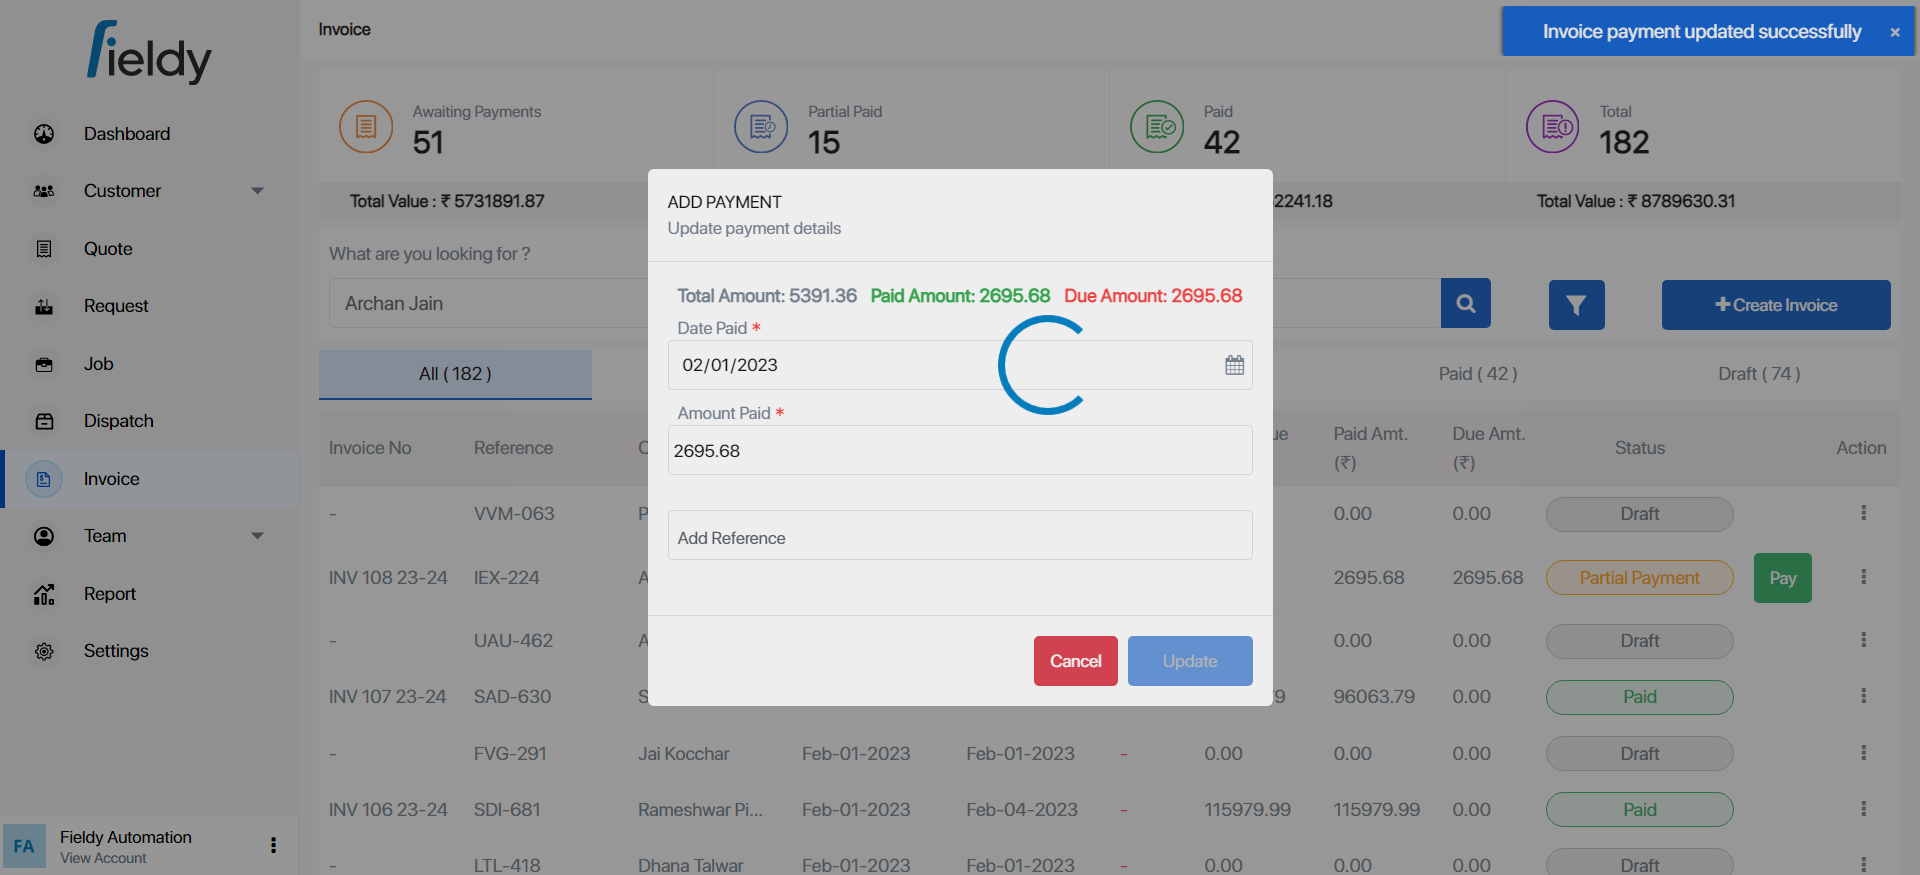 Fieldy
Dashboard
Customer
Quote
Request
Job
Dispatch
Invoice
Team
Report
Settings
FA
Fieldy Automation
View Account
Invoice
Invoice payment updated successfully ×
Awaiting Payments
51
Partial Paid
15
Paid
42
Total
182
Total Value : ₹ 5731891.87
2241.18
Total Value : ₹ 8789630.31
What are you looking for ?
Archan Jain
Create Invoice
All ( 182 )
Paid ( 42 )
Draft ( 74 )
ADD PAYMENT
Update payment details
Total Amount: 5391.36 Paid Amount: 2695.68 Due Amount: 2695.68
Date Paid *
02/01/2023
Amount Paid *
2695.68
Add Reference
Cancel
Update
Invoice No Reference C ue Paid Amt. (₹) Due Amt. (₹) Status Action
- VVM-063 P 0.00 0.00 Draft
INV 108 23-24 IEX-224 A 2695.68 2695.68 Partial Payment Pay
- UAU-462 A 0.00 0.00 Draft
INV 107 23-24 SAD-630 S 9 96063.79 0.00 Paid
- FVG-291 Jai Kocchar Feb-01-2023 Feb-01-2023 - 0.00 0.00 0.00 Draft
INV 106 23-24 SDI-681 Rameshwar Pi... Feb-01-2023 Feb-04-2023 - 115979.99 115979.99 0.00 Paid
- LTL-418 Dhana Talwar Feb-01-2023 Feb-01-2023 - 0.00 0.00 0.00 Draft